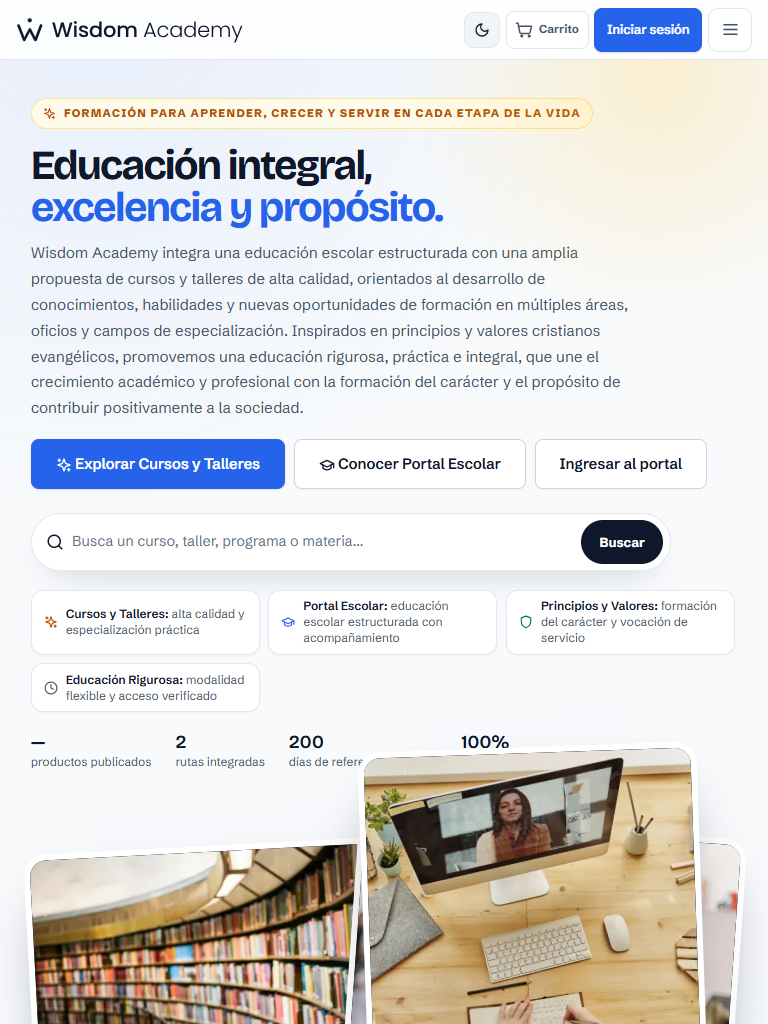 Wisdom Academy
Carrito
Iniciar sesión
FORMACIÓN PARA APRENDER, CRECER Y SERVIR EN CADA ETAPA DE LA VIDA
Educación integral,
excelencia y propósito.
Wisdom Academy integra una educación escolar estructurada con una amplia
propuesta de cursos y talleres de alta calidad, orientados al desarrollo de
conocimientos, habilidades y nuevas oportunidades de formación en múltiples áreas,
oficios y campos de especialización. Inspirados en principios y valores cristianos
evangélicos, promovemos una educación rigurosa, práctica e integral, que une el
crecimiento académico y profesional con la formación del carácter y el propósito de
contribuir positivamente a la sociedad.
Explorar Cursos y Talleres
Conocer Portal Escolar
Ingresar al portal
Busca un curso, taller, programa o materia...
Buscar
Cursos y Talleres: alta calidad y
especialización práctica
Portal Escolar: educación
escolar estructurada con
acompañamiento
Principios y Valores: formación
del carácter y vocación de
servicio
Educación Rigurosa: modalidad
flexible y acceso verificado
—
productos publicados
2
rutas integradas
200
días de
100%